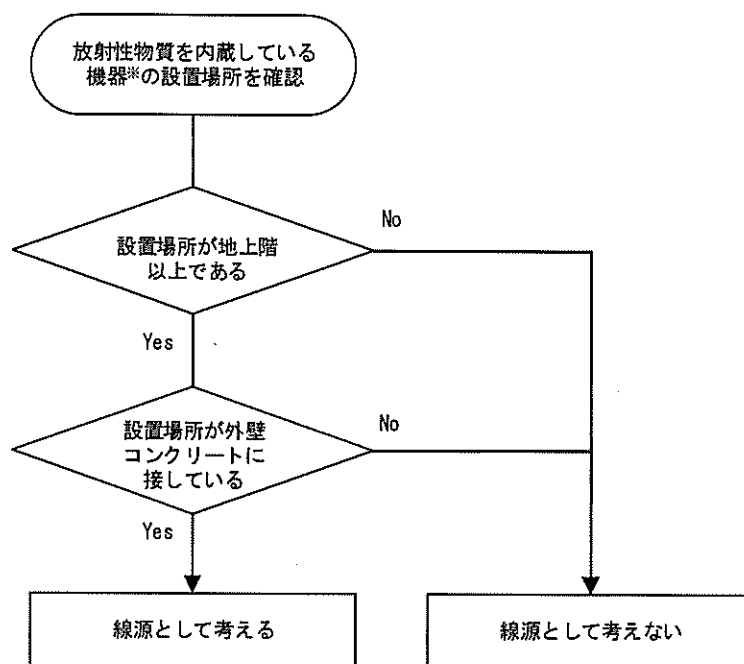 放射性物質を内蔵している
機器※の設置場所を確認
設置場所が地上階
以上である
No
Yes
設置場所が外壁
コンクリートに
接している
No
Yes
線源として考える
線源として考えない